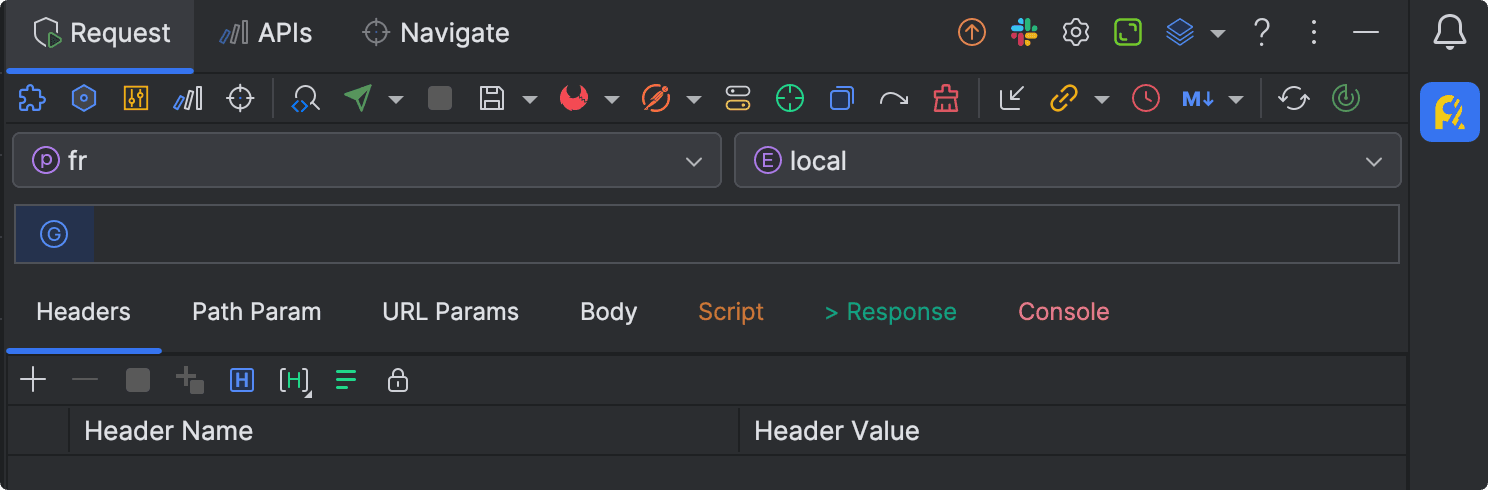 Request APIs Navigate ?
M↓
P fr E local
G
Headers Path Param URL Params Body Script > Response Console
H [H]
Header Name Header Value